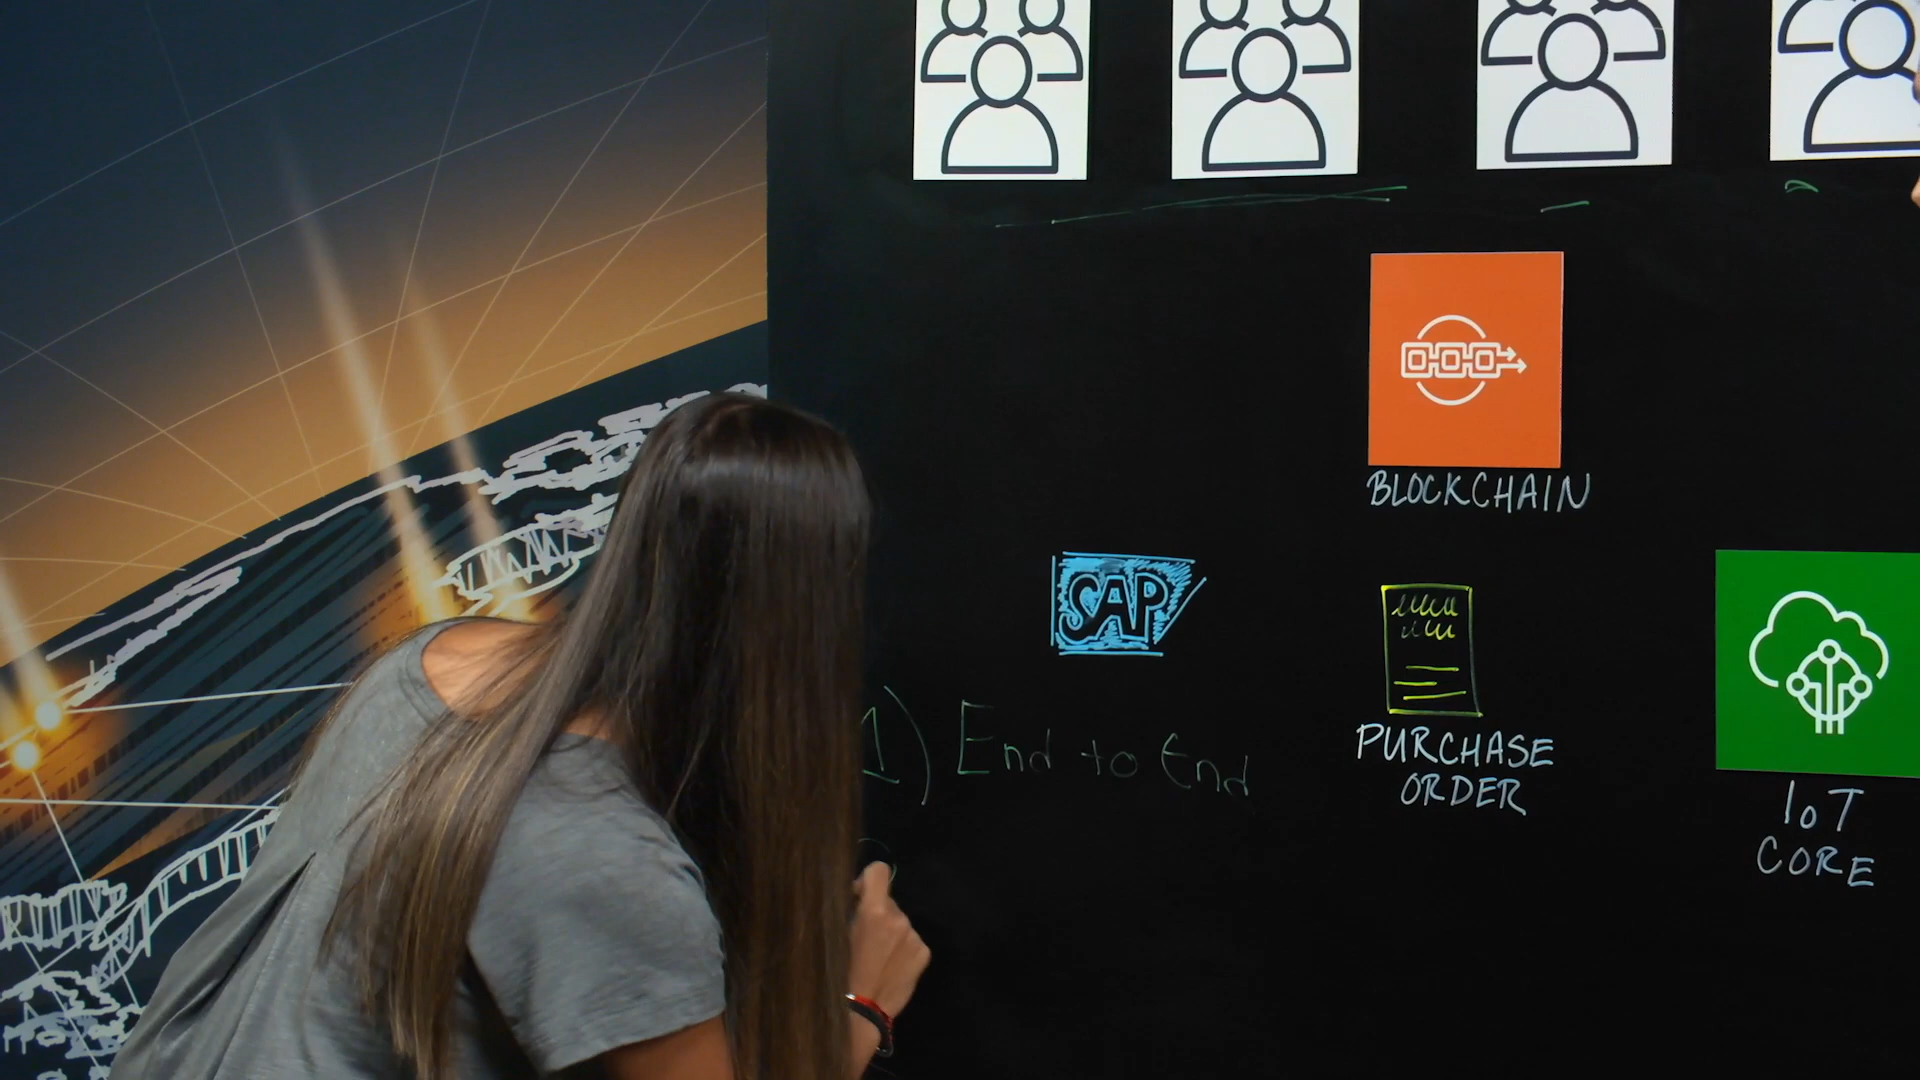 BLOCKCHAIN
SAP
1) End to End
PURCHASE
ORDER
IoT
CORE